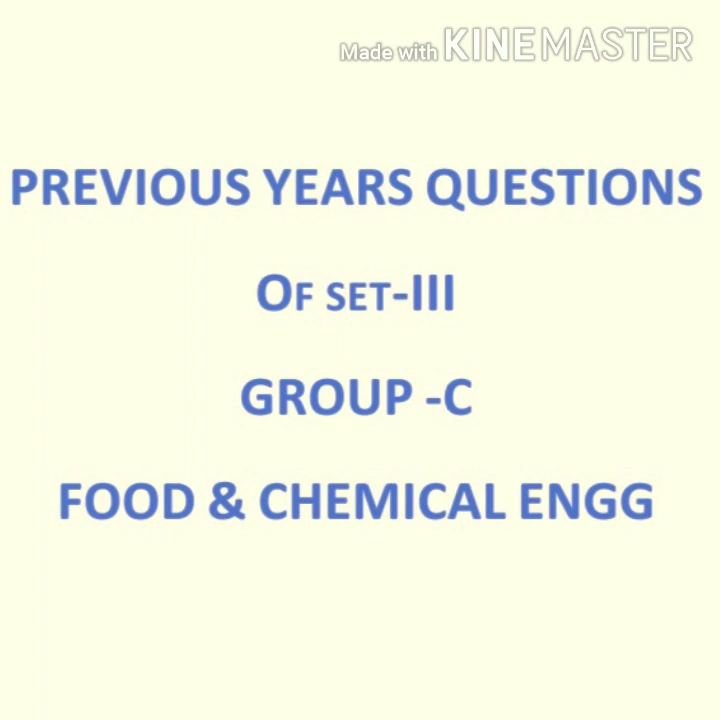 Made with KINEMASTER
PREVIOUS YEARS QUESTIONS
OF SET-III
GROUP -C
FOOD & CHEMICAL ENGG